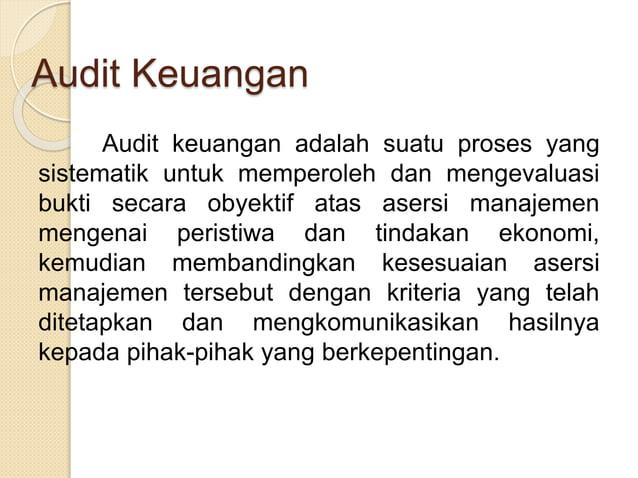 Audit Keuangan
Audit keuangan adalah suatu proses yang
sistematik untuk memperoleh dan mengevaluasi
bukti secara obyektif atas asersi manajemen
mengenai peristiwa dan tindakan ekonomi,
kemudian membandingkan kesesuaian asersi
manajemen tersebut dengan kriteria yang telah
ditetapkan dan mengkomunikasikan hasilnya
kepada pihak-pihak yang berkepentingan.